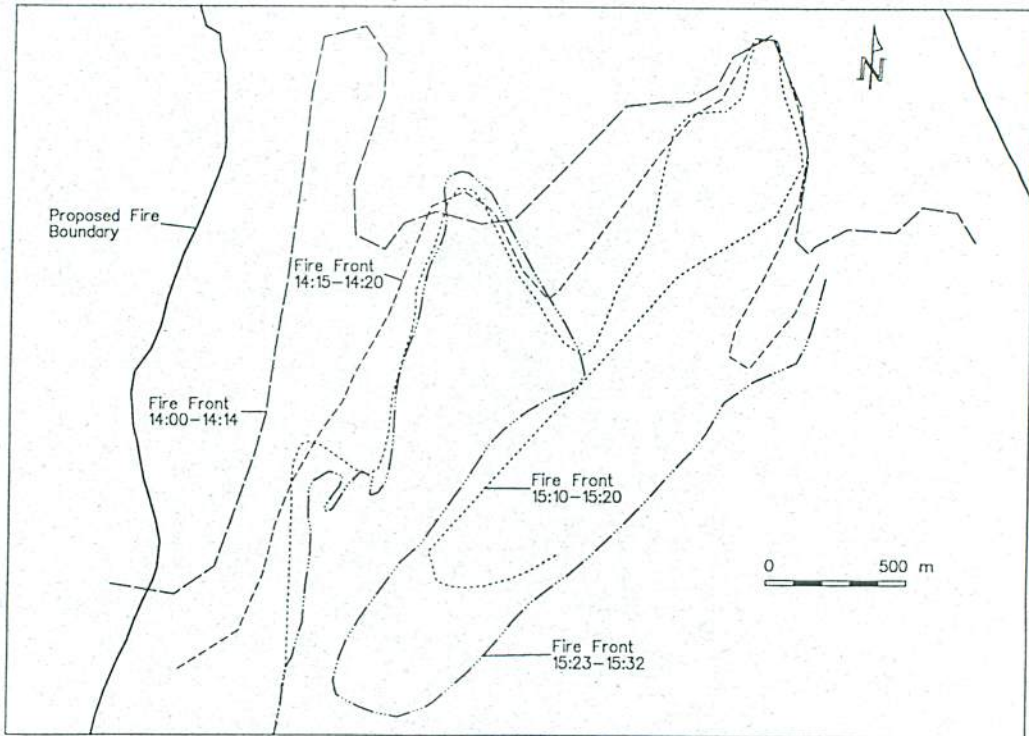 N
Proposed Fire
Boundary
Fire Front
14:15–14:20
Fire Front
14:00–14:14
Fire Front
15:10–15:20
0 500 m
Fire Front
15:23–15:32